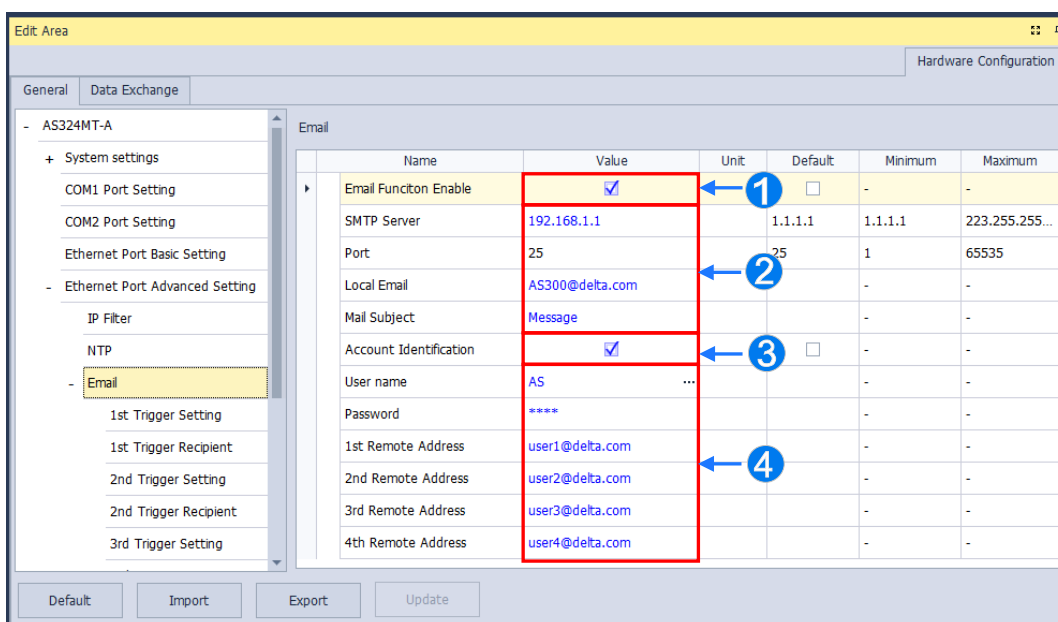 Edit Area
Hardware Configuration
General Data Exchange
- AS324MT-A
+ System settings
COM1 Port Setting
COM2 Port Setting
Ethernet Port Basic Setting
- Ethernet Port Advanced Setting
IP Filter
NTP
- Email
1st Trigger Setting
1st Trigger Recipient
2nd Trigger Setting
2nd Trigger Recipient
3rd Trigger Setting
Email
Name Value Unit Default Minimum Maximum
Email Funciton Enable 1 - -
SMTP Server 192.168.1.1 1.1.1.1 1.1.1.1 223.255.255...
Port 25 25 1 65535
2
Local Email AS300@delta.com - -
Mail Subject Message - -
Account Identification 3 - -
User name AS ... - -
Password **** - -
1st Remote Address user1@delta.com - -
4
2nd Remote Address user2@delta.com - -
3rd Remote Address user3@delta.com - -
4th Remote Address user4@delta.com - -
Default Import Export Update